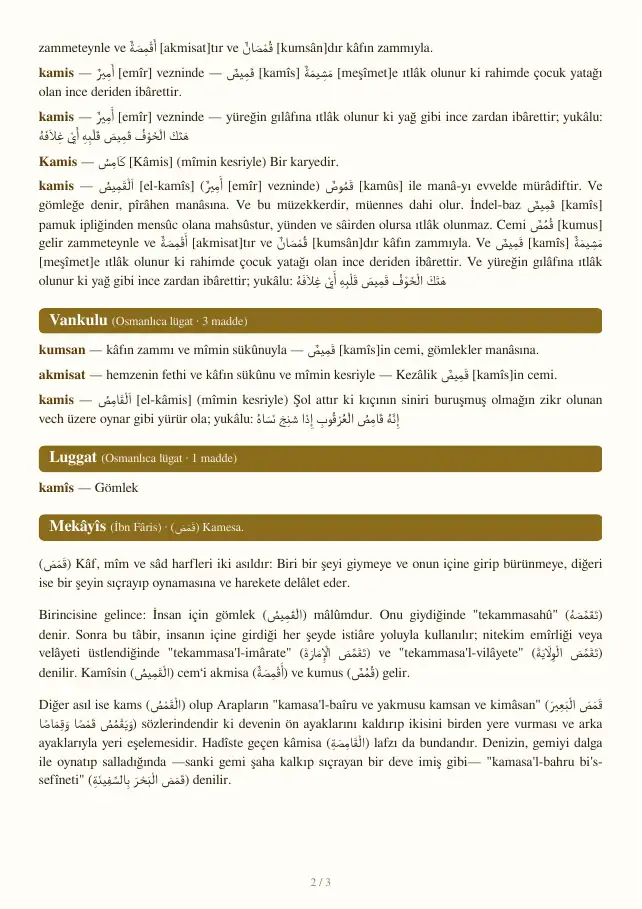 zammeteynle ve أَقْمِصَةٌ [akmisat]tır ve قُمْصَانٌ [kumsân]dır kâfın zammıyla.
kamis — أَمِيرٌ [emîr] vezninde — قَمِيصٌ [kamîs] مَشِيمَةٌ [meşîmet]e ıtlâk olunur ki rahimde çocuk yatağı
olan ince deriden ibârettir.
kamis — أَمِيرٌ [emîr] vezninde — yüreğin gılâfına ıtlâk olunur ki yağ gibi ince zardan ibârettir; yukâlu:
هَتَكَ الْخَوْفُ قَمِيصَ قَلْبِهِ أَيْ غِلاَفَهُ
Kamis — كَامِسٌ [Kâmis] (mîmin kesriyle) Bir karyedir.
kamis — اَلْقَمِيصُ [el-kamîs] (أَمِيرٌ [emîr] vezninde) قَمُوصٌ [kamûs] ile manâ-yı evvelde mürâdiftir. Ve
gömleğe denir, pîrâhen manâsına. Ve bu müzekkerdir, müennes dahi olur. İndel-baz قَمِيصٌ [kamîs]
pamuk ipliğinden mensûc olana mahsûstur, yünden ve sâirden olursa ıtlâk olunmaz. Cemi قُمُصٌ [kumus]
gelir zammeteynle ve أَقْمِصَةٌ [akmisat]tır ve قُمْصَانٌ [kumsân]dır kâfın zammıyla. Ve قَمِيصٌ [kamîs] مَشِيمَةٌ
[meşîmet]e ıtlâk olunur ki rahimde çocuk yatağı olan ince deriden ibârettir. Ve yüreğin gılâfına ıtlâk
olunur ki yağ gibi ince zardan ibârettir; yukâlu: هَتَكَ الْخَوْفُ قَمِيصَ قَلْبِهِ أَيْ غِلاَفَهُ
Vankulu (Osmanlıca lügat · 3 madde)
kumsan — kâfın zammı ve mîmin sükûnuyla — قَمِيصٌ [kamîs]in cemi, gömlekler manâsına.
akmisat — hemzenin fethi ve kâfın sükûnu ve mîmin kesriyle — Kezâlik قَمِيصٌ [kamîs]in cemi.
kamis — اَلْقَامِصُ [el-kâmis] (mîmin kesriyle) Şol attır ki kıçının siniri buruşmuş olmağın zikr olunan
vech üzere oynar gibi yürür ola; yukâlu: إِنَّهُ قَامِصُ الْعُرْقُوبِ إِذَا شَنِجَ نَسَاهُ
Luggat (Osmanlıca lügat · 1 madde)
kamîs — Gömlek
Mekâyîs (İbn Fâris) · (قَمَصَ) Kamesa.
(قَمَصَ) Kâf, mîm ve sâd harfleri iki asıldır: Biri bir şeyi giymeye ve onun içine girip bürünmeye, diğeri
ise bir şeyin sıçrayıp oynamasına ve harekete delâlet eder.
Birincisine gelince: İnsan için gömlek (الْقَمِيصُ) mâlûmdur. Onu giydiğinde "tekammasahû" (تَقَمَّصَهُ)
denir. Sonra bu tâbir, insanın içine girdiği her şeyde istiâre yoluyla kullanılır; nitekim emîrliği veya
velâyeti üstlendiğinde "tekammasa'l-imârate" (تَقَمَّصَ الْإِمَارَةَ) ve "tekammasa'l-vilâyete" (تَقَمَّصَ الْوِلَايَةَ)
denilir. Kamîsin (الْقَمِيصُ) cem‘i akmisa (أَقْمِصَةٌ) ve kumus (قُمُصٌ) gelir.
Diğer asıl ise kams (الْقَمْصُ) olup Arapların "kamasa'l-baîru ve yakmusu kamsan ve kimâsan" (قَمَصَ الْبَعِيرُ
وَيَقْمُصُ قَمْصًا وَقِمَاصًا) sözlerindendir ki devenin ön ayaklarını kaldırıp ikisini birden yere vurması ve arka
ayaklarıyla yeri eşelemesidir. Hadîste geçen kâmisa (الْقَامِصَةِ) lafzı da bundandır. Denizin, gemiyi dalga
ile oynatıp salladığında —sanki gemi şaha kalkıp sıçrayan bir deve imiş gibi— "kamasa'l-bahru bi's-
sefîneti" (قَمَصَ الْبَحْرُ بِالسَّفِينَةِ) denilir.
2 / 3